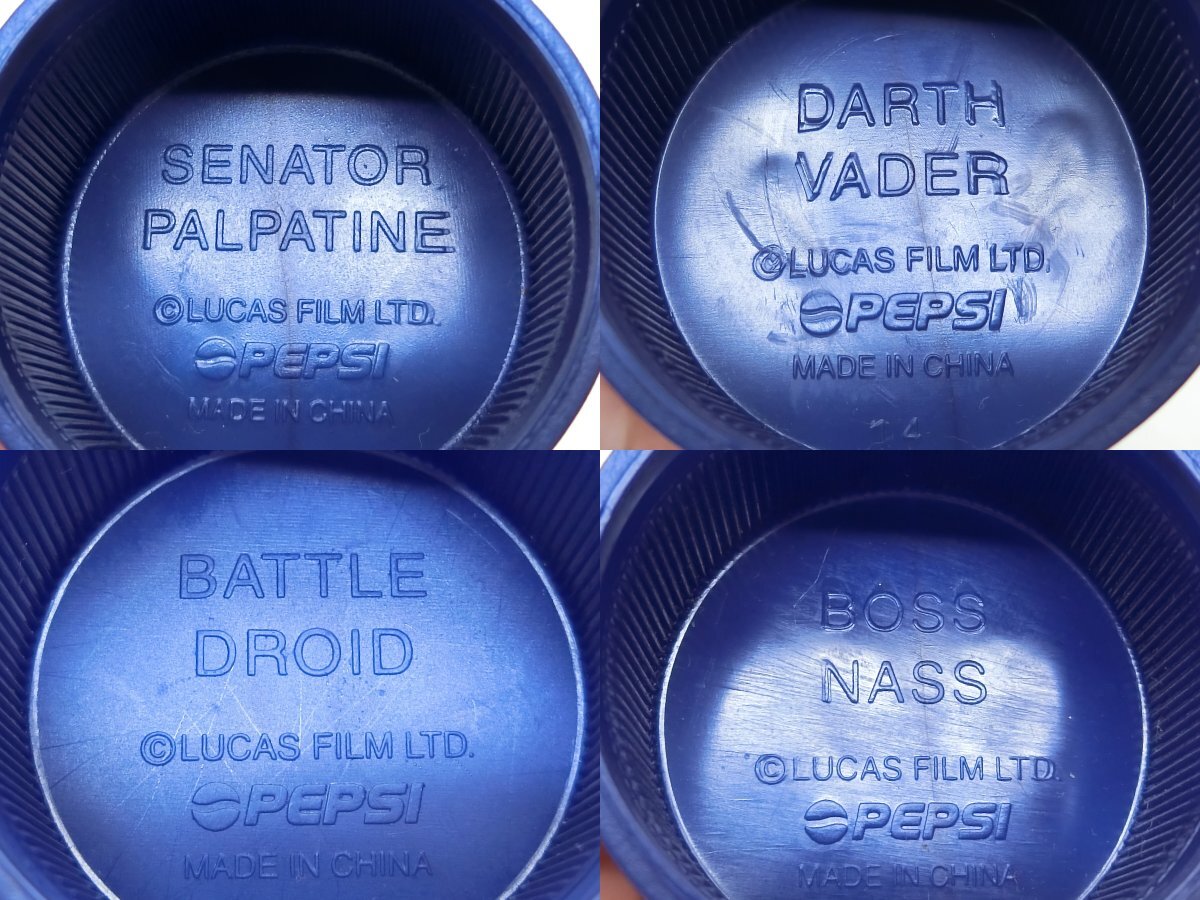 SENATOR
PALPATINE
©LUCAS FILM LTD.
PEPSI
MADE IN CHINA
DARTH
VADER
©LUCAS FILM LTD.
PEPSI
MADE IN CHINA
14
BATTLE
DROID
©LUCAS FILM LTD.
PEPSI
MADE IN CHINA
BOSS
NASS
©LUCAS FILM LTD.
PEPSI
MADE IN CHINA